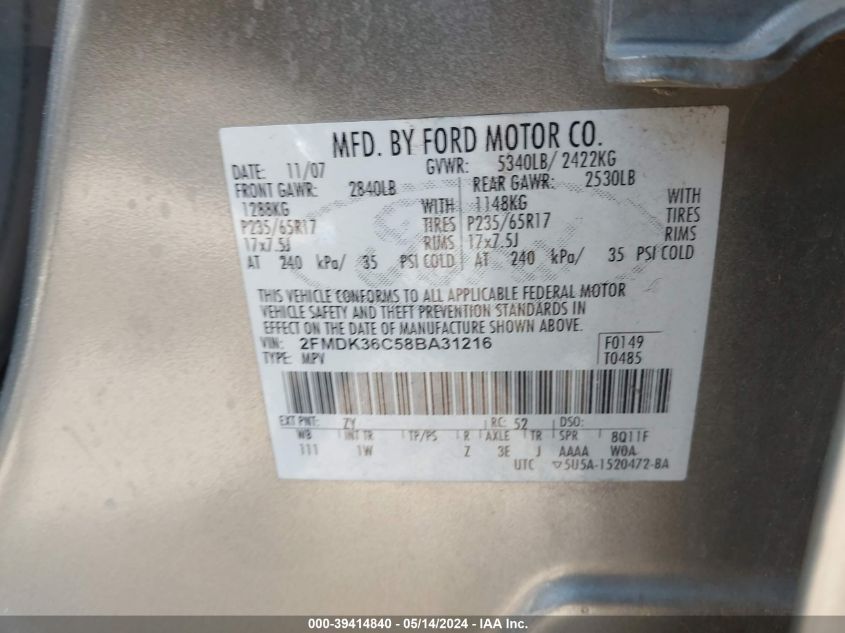 MFD. BY FORD MOTOR CO.
DATE: 11/07 GVWR: 5340LB/ 2422KG
FRONT GAWR: 2840LB REAR GAWR: 2530LB
1288KG WITH 1148KG WITH
P235/65R17 TIRES P235/65R17 TIRES
17x7.5J RIMS 17x7.5J RIMS
AT 240 kPa/ 35 PSI COLD AT 240 kPa/ 35 PSI COLD
THIS VEHICLE CONFORMS TO ALL APPLICABLE FEDERAL MOTOR
VEHICLE SAFETY AND THEFT PREVENTION STANDARDS IN
EFFECT ON THE DATE OF MANUFACTURE SHOWN ABOVE.
VIN: 2FMDK36C58BA31216 F0149
TYPE: MPV T0485
EXT PNT: ZY RC: 52 DSO:
WB INT TR TP/PS R AXLE TR SPR 8Q11F
111 1W Z 3E J AAAA W0A
UTC ▽5U5A-1520472-BA
000-39414840 - 05/14/2024 - IAA Inc.